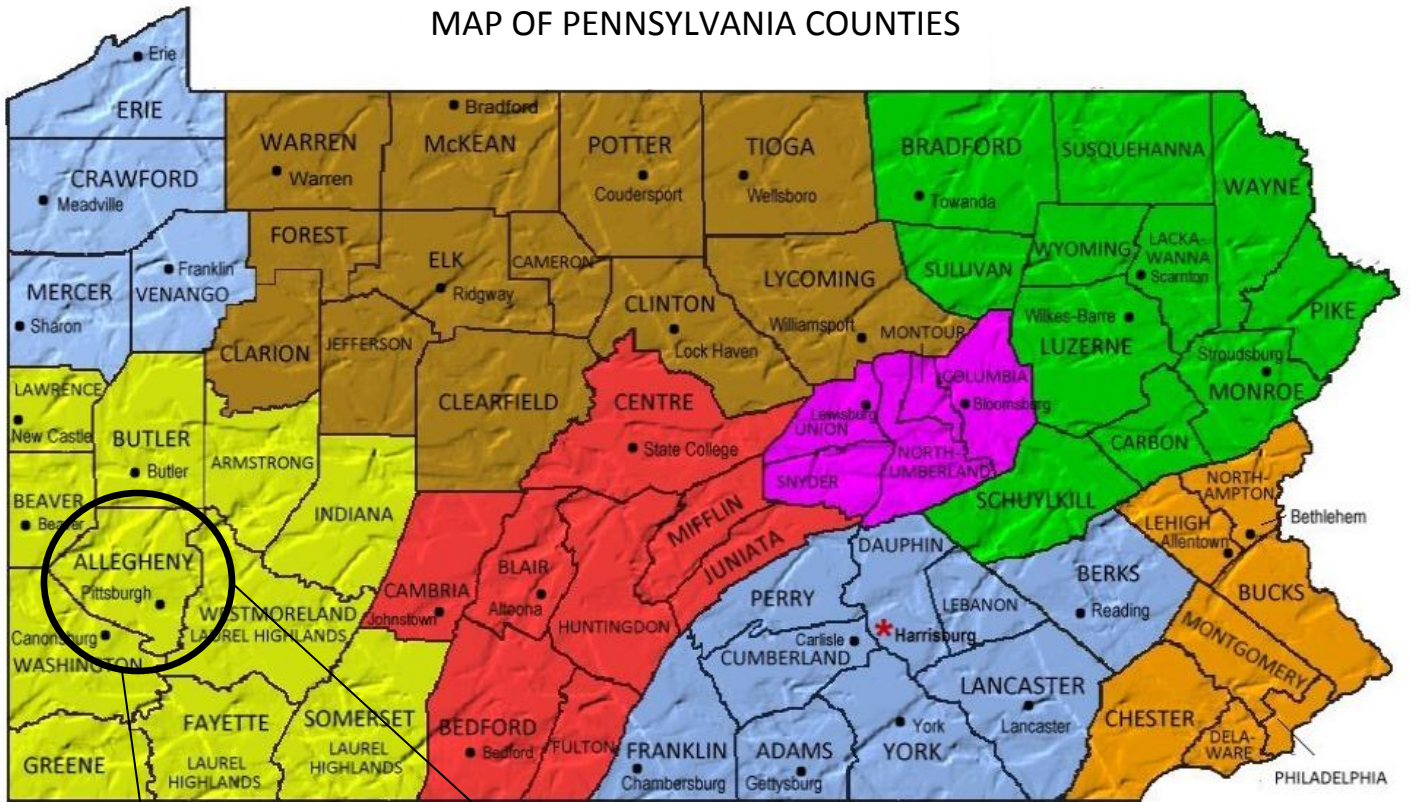 MAP OF PENNSYLVANIA COUNTIES
Erie
ERIE
Bradford
WARREN
McKEAN
POTTER
TIOGA
BRADFORD
SUSQUEHANNA
CRAWFORD
Meadville
Warren
Coudersport
Wellsboro
Towanda
WAYNE
FOREST
ELK
CAMERON
LYCOMING
SULLIVAN
WYOMING
LACKA-
WANNA
Scarnton
MERCER
Franklin
VENANGO
Ridgway
CLINTON
Sharon
CLARION
JEFFERSON
Lock Haven
Williamsport
MONTOUR
Wilkes-Barre
LUZERNE
PIKE
Stroudsburg
MONROE
LAWRENCE
New Castle
BUTLER
Butler
CLEARFIELD
CENTRE
State College
Lewisburg
UNION
COLUMBIA
Bloomsberg
CARBON
ARMSTRONG
SNYDER
NORTH-
CUMBERLAND
SCHUYLKILL
NORTH-
AMPTON
BEAVER
Beaver
INDIANA
MIFFLIN
JUNIATA
LEHIGH
Allentown
Bethlehem
ALLEGHENY
Pittsburgh
CAMBRIA
Johnstown
BLAIR
Altoona
DAUPHIN
PERRY
LEBANON
BERKS
Reading
BUCKS
Canonsburg
WASHINGTON
WESTMORELAND
LAUREL HIGHLANDS
HUNTINGDON
Carlisle
CUMBERLAND
* Harrisburg
MONTGOMERY
LANCASTER
Lancaster
GREENE
FAYETTE
LAUREL
HIGHLANDS
SOMERSET
LAUREL
HIGHLANDS
BEDFORD
Bedford
FULTON
FRANKLIN
Chambersburg
ADAMS
Gettysburg
York
YORK
CHESTER
DELA-
WARE
PHILADELPHIA